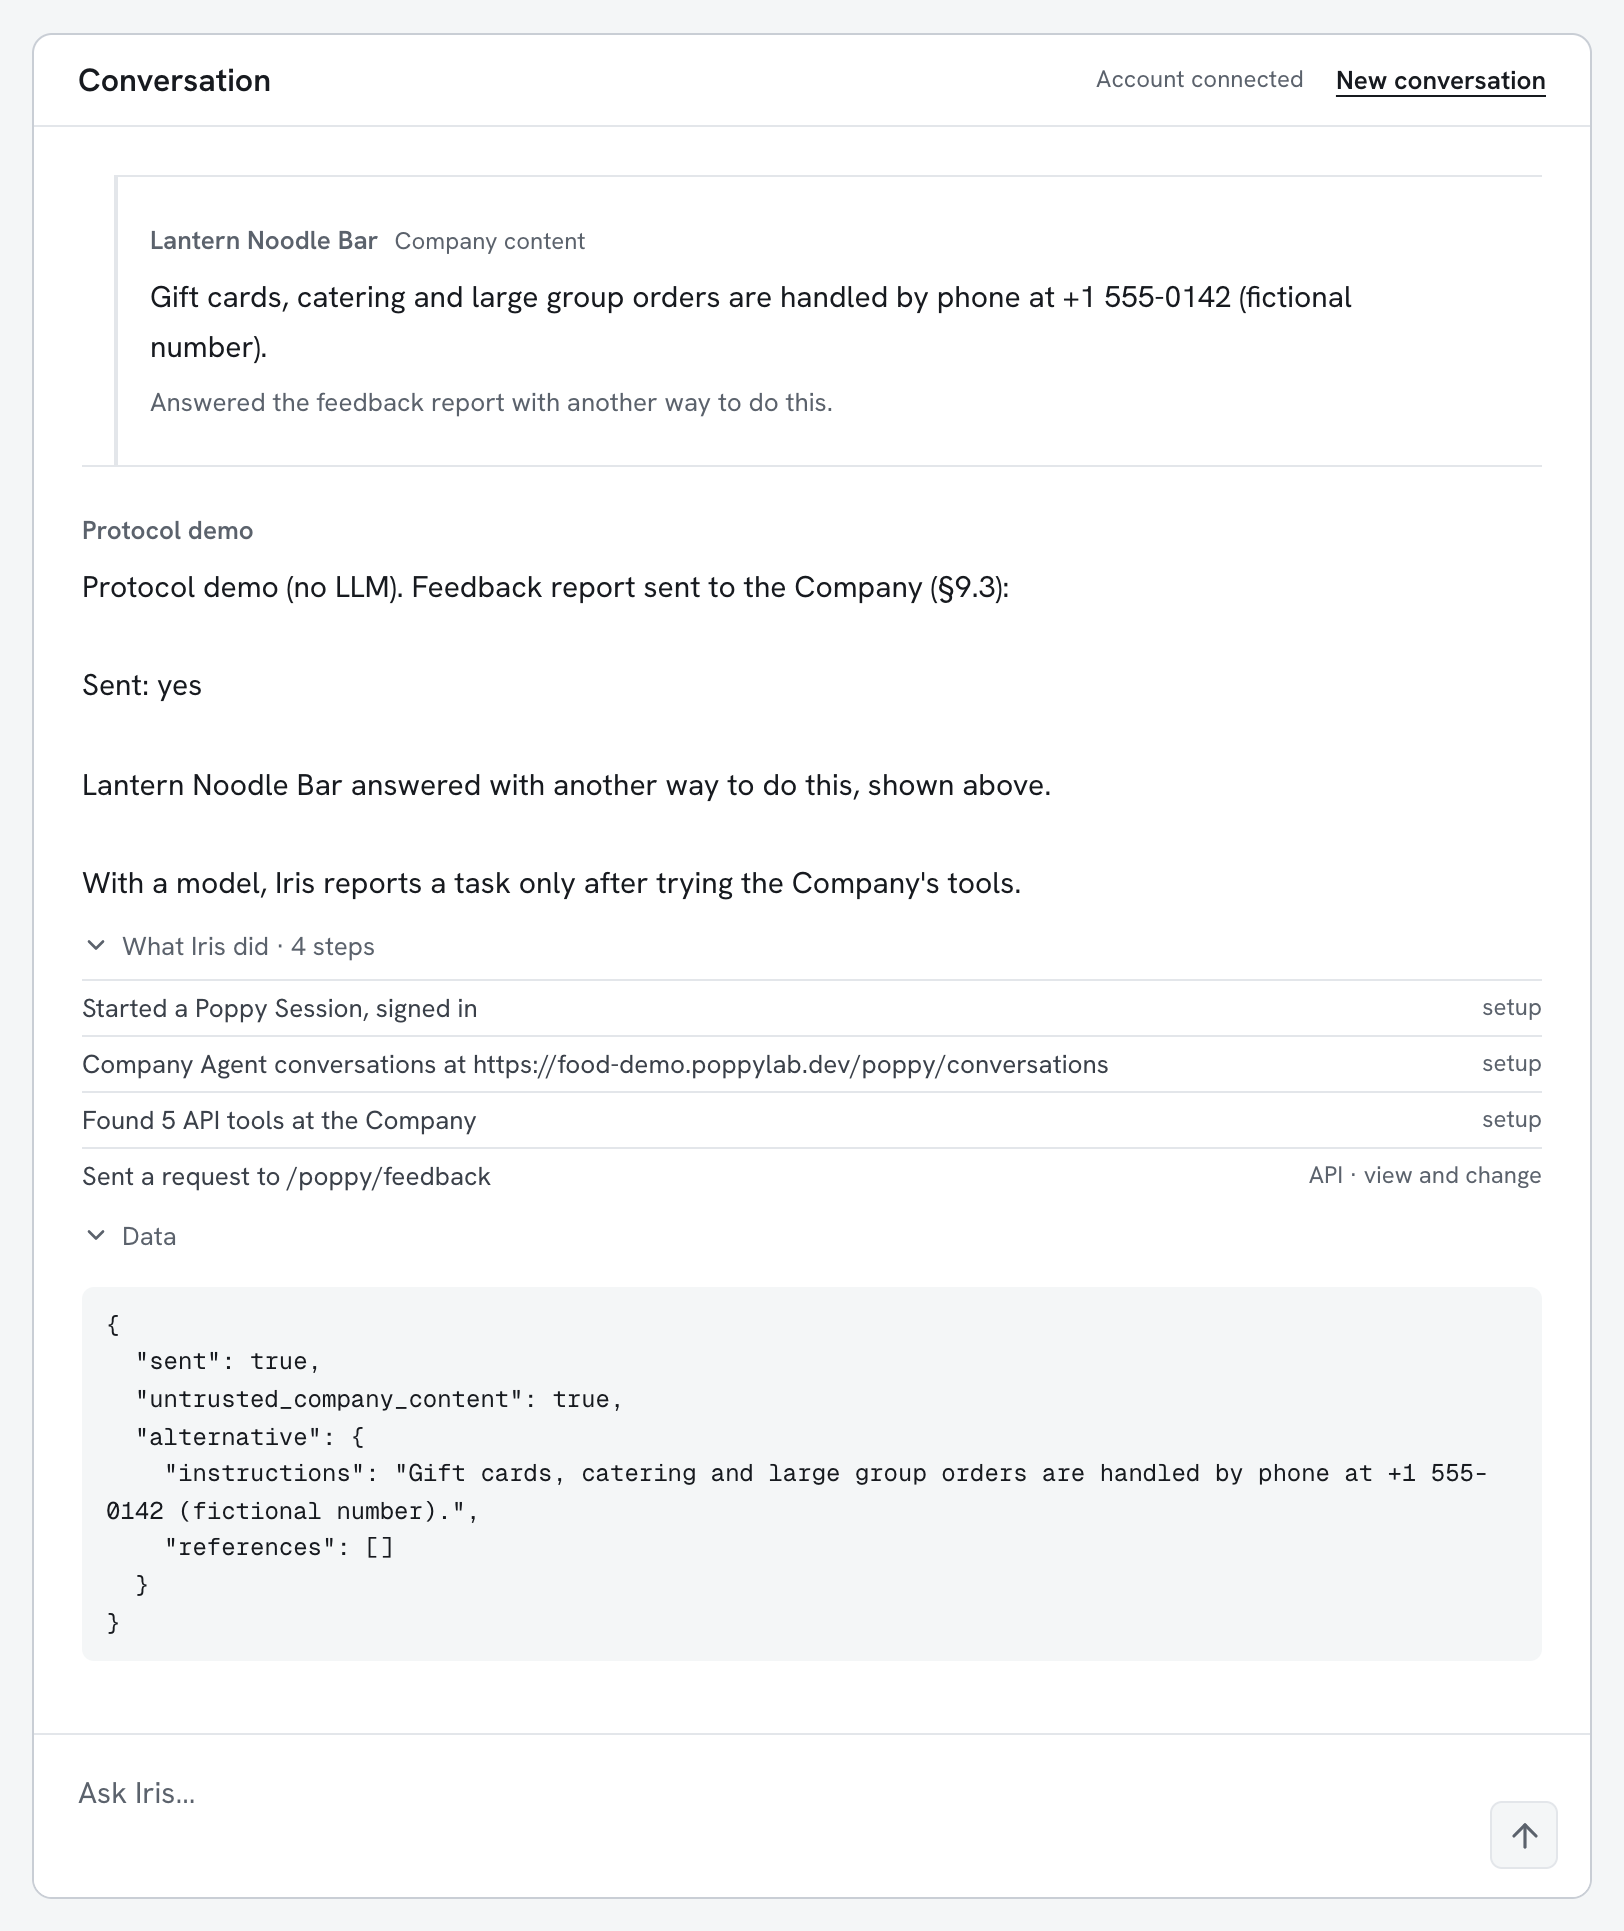 Conversation
Account connected
New conversation
Lantern Noodle Bar Company content
Gift cards, catering and large group orders are handled by phone at +1 555-0142 (fictional
number).
Answered the feedback report with another way to do this.
Protocol demo
Protocol demo (no LLM). Feedback report sent to the Company (§9.3):
Sent: yes
Lantern Noodle Bar answered with another way to do this, shown above.
With a model, Iris reports a task only after trying the Company's tools.
What Iris did · 4 steps
Started a Poppy Session, signed in setup
Company Agent conversations at https://food-demo.poppylab.dev/poppy/conversations setup
Found 5 API tools at the Company setup
Sent a request to /poppy/feedback API · view and change
Data
{
  "sent": true,
  "untrusted_company_content": true,
  "alternative": {
    "instructions": "Gift cards, catering and large group orders are handled by phone at +1 555-
0142 (fictional number).",
    "references": []
  }
}
Ask Iris...